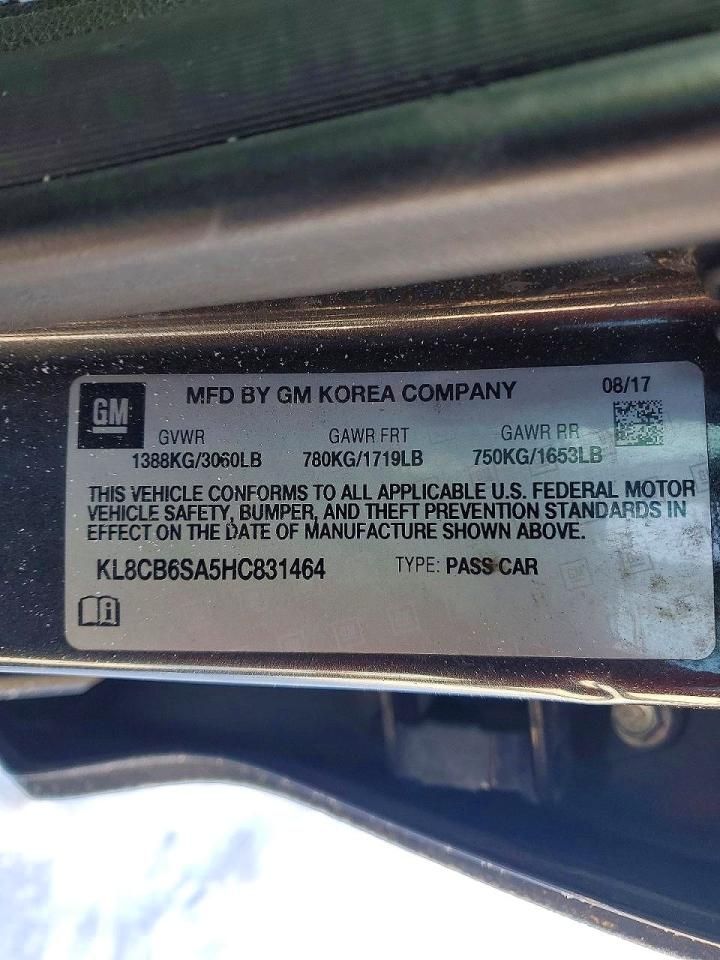 GM
MFD BY GM KOREA COMPANY
08/17
GVWR GAWR FRT GAWR RR
1388KG/3060LB 780KG/1719LB 750KG/1653LB
THIS VEHICLE CONFORMS TO ALL APPLICABLE U.S. FEDERAL MOTOR
VEHICLE SAFETY, BUMPER, AND THEFT PREVENTION STANDARDS IN
EFFECT ON THE DATE OF MANUFACTURE SHOWN ABOVE.
KL8CB6SA5HC831464 TYPE: PASS CAR